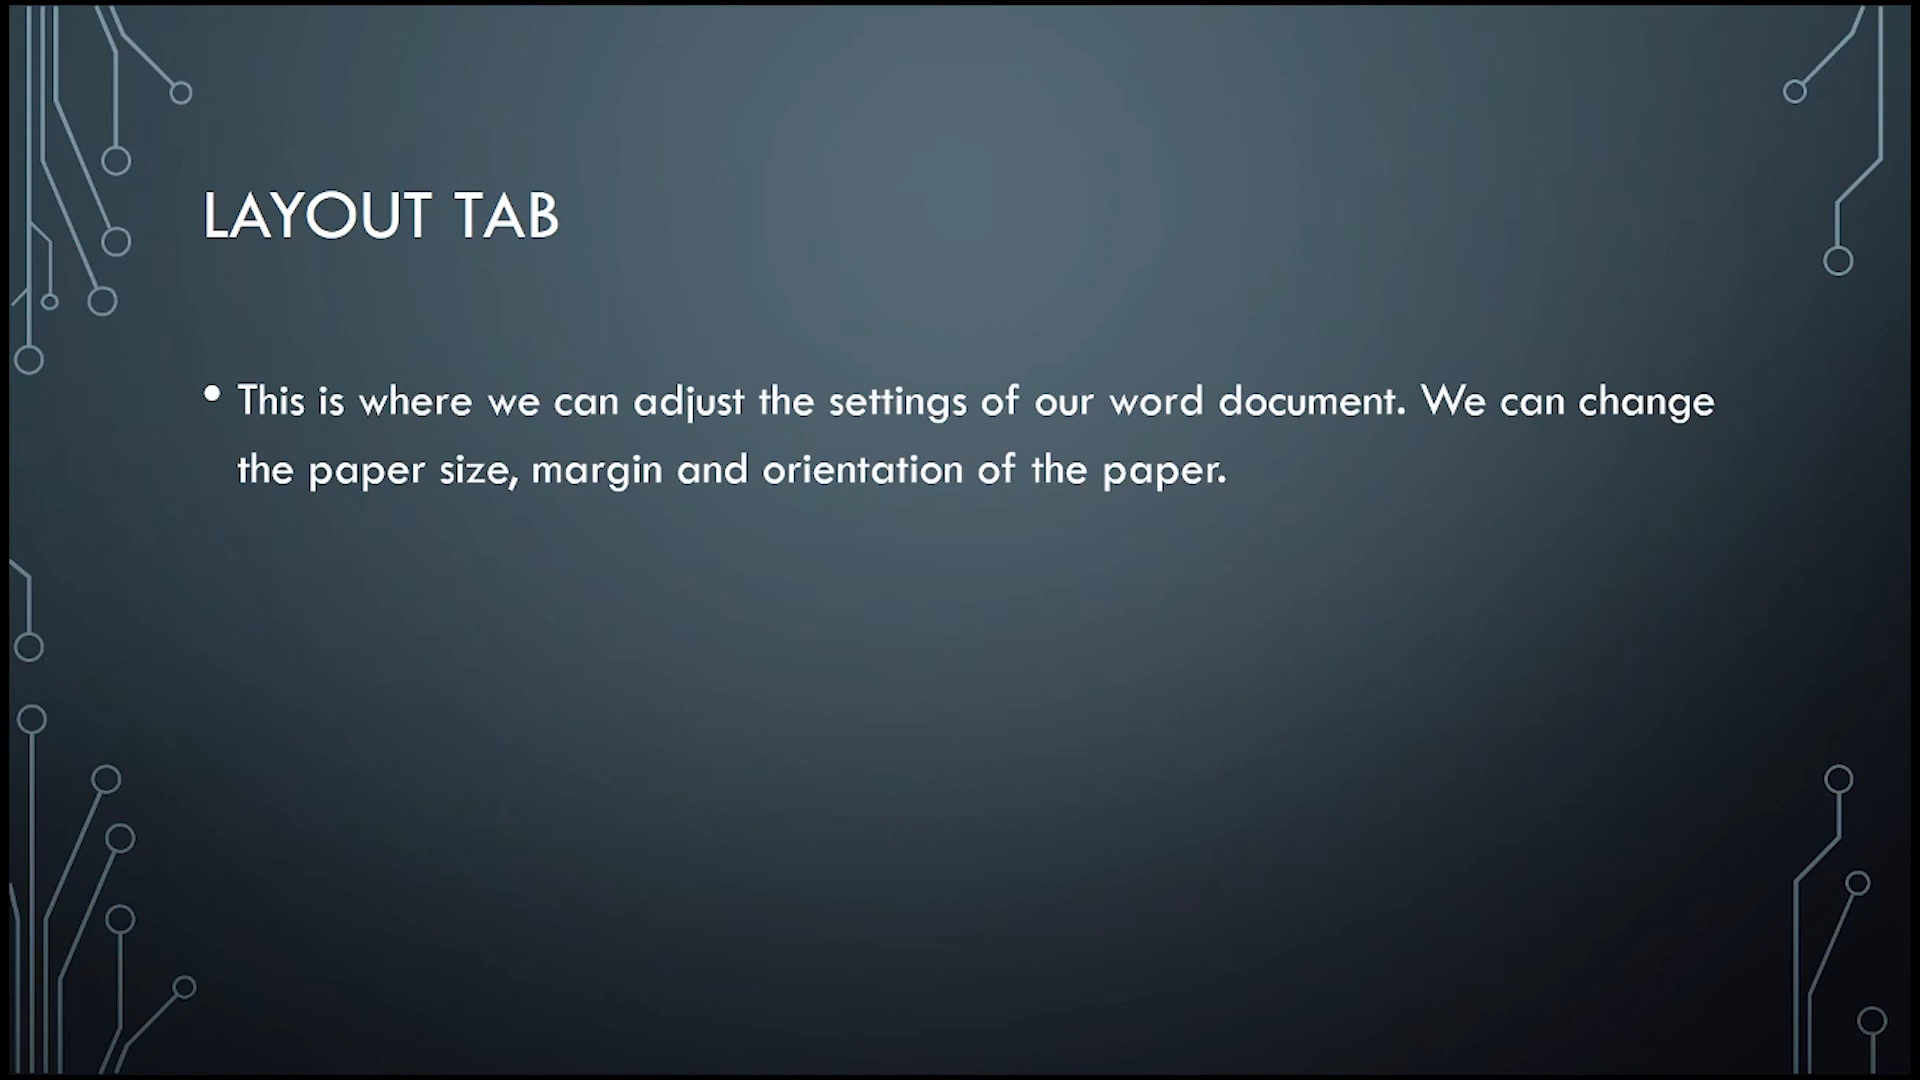 LAYOUT TAB
• This is where we can adjust the settings of our word document. We can change
the paper size, margin and orientation of the paper.